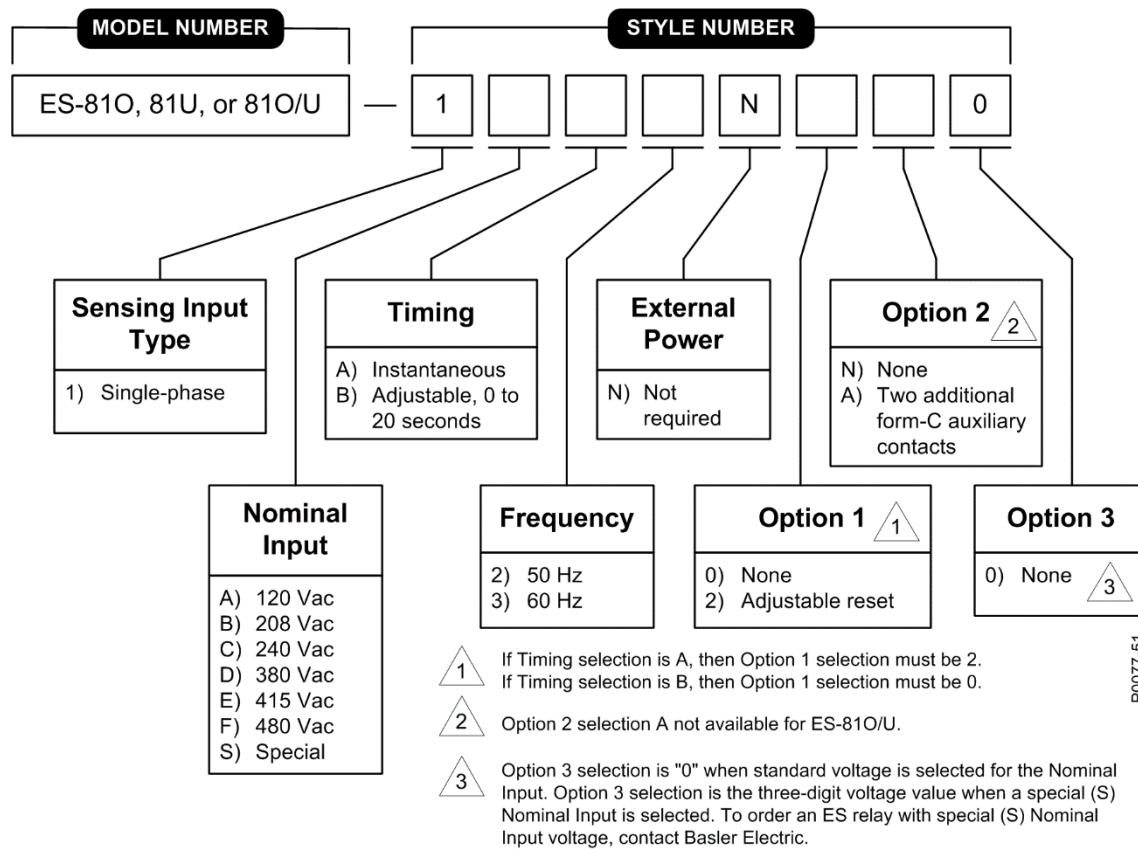 MODEL NUMBER
STYLE NUMBER
ES-81O, 81U, or 81O/U
1
N
0
Sensing Input
Type
1) Single-phase
Timing
A) Instantaneous
B) Adjustable, 0 to
20 seconds
External
Power
N) Not
required
Option 2
2
N) None
A) Two additional
form-C auxiliary
contacts
Nominal
Input
A) 120 Vac
B) 208 Vac
C) 240 Vac
D) 380 Vac
E) 415 Vac
F) 480 Vac
S) Special
Frequency
2) 50 Hz
3) 60 Hz
Option 1
1
0) None
2) Adjustable reset
Option 3
0) None
3
1
If Timing selection is A, then Option 1 selection must be 2.
If Timing selection is B, then Option 1 selection must be 0.
2
Option 2 selection A not available for ES-81O/U.
3
Option 3 selection is "0" when standard voltage is selected for the Nominal
Input. Option 3 selection is the three-digit voltage value when a special (S)
Nominal Input is selected. To order an ES relay with special (S) Nominal
Input voltage, contact Basler Electric.
P0077-51